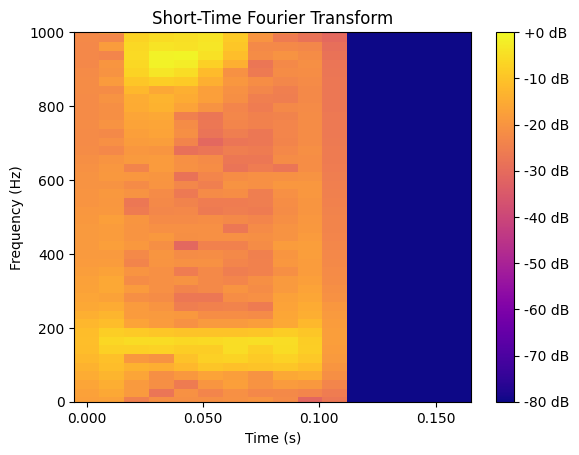 Short-Time Fourier Transform
1000
800
600
400
200
0
Frequency (Hz)
0.000
0.050
0.100
0.150
Time (s)
+0 dB
-10 dB
-20 dB
-30 dB
-40 dB
-50 dB
-60 dB
-70 dB
-80 dB